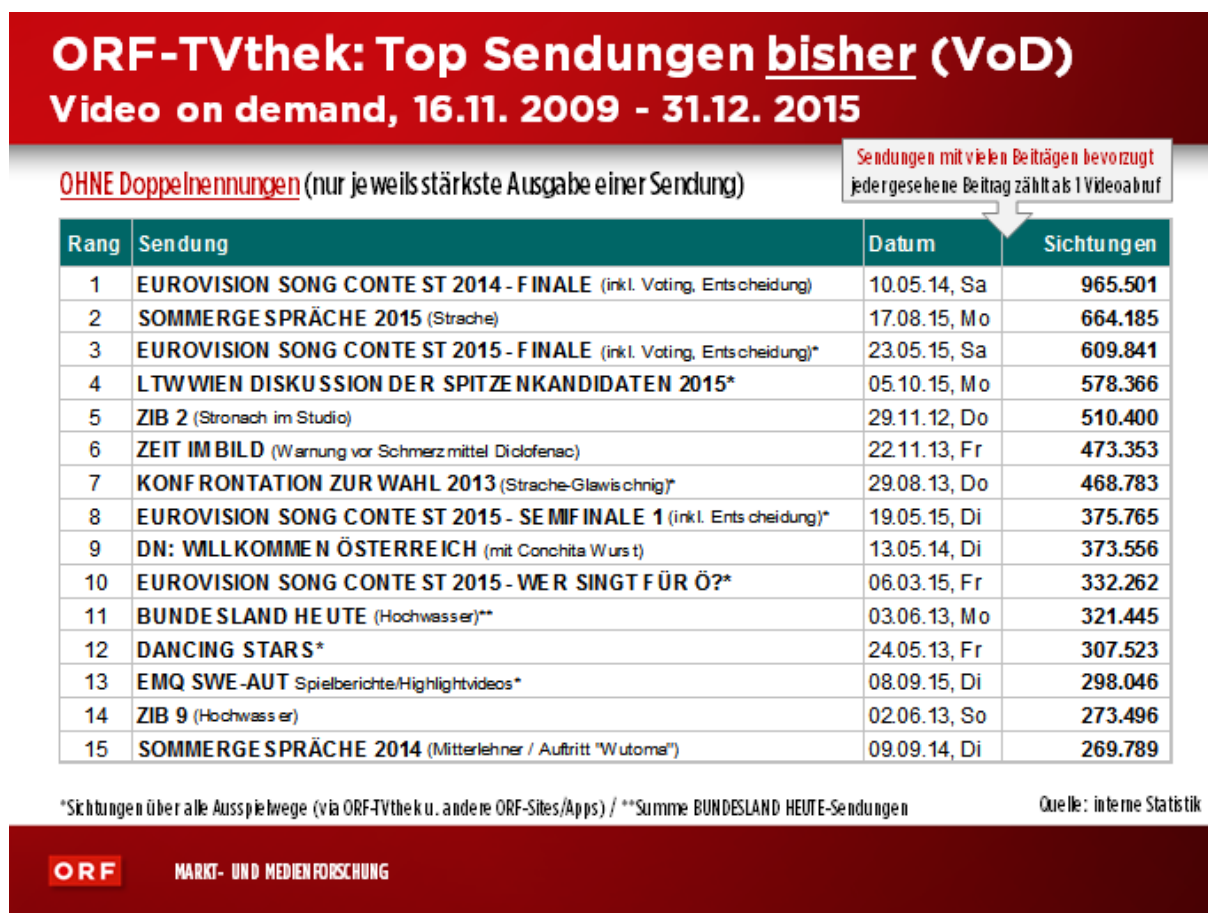 ORF-TVthek: Top Sendungen bisher (VoD)
Video on demand, 16.11. 2009 - 31.12. 2015
Sendungen mit vielen Beiträgen bevorzugt
jeder gesehene Beitrag zählt als 1 Videoabruf
OHNE Doppelnennungen (nur jeweils stärkste Ausgabe einer Sendung)
Rang Sendung Datum Sichtungen
1 EUROVISION SONG CONTEST 2014 - FINALE (inkl. Voting, Entscheidung) 10.05.14, Sa 965.501
2 SOMMERGESPRÄCHE 2015 (Strache) 17.08.15, Mo 664.185
3 EUROVISION SONG CONTEST 2015 - FINALE (inkl. Voting, Entscheidung)* 23.05.15, Sa 609.841
4 LTW WIEN DISKUSSION DER SPITZENKANDIDATEN 2015* 05.10.15, Mo 578.366
5 ZIB 2 (Stronach im Studio) 29.11.12, Do 510.400
6 ZEIT IM BILD (Warnung vor Schmerzmittel Diclofenac) 22.11.13, Fr 473.353
7 KONFRONTATION ZUR WAHL 2013 (Strache-Glawischnig)* 29.08.13, Do 468.783
8 EUROVISION SONG CONTEST 2015 - SEMIFINALE 1 (inkl. Entscheidung)* 19.05.15, Di 375.765
9 DN: WILLKOMMEN ÖSTERREICH (mit Conchita Wurst) 13.05.14, Di 373.556
10 EUROVISION SONG CONTEST 2015 - WER SINGT FÜR Ö?* 06.03.15, Fr 332.262
11 BUNDESLAND HEUTE (Hochwasser)** 03.06.13, Mo 321.445
12 DANCING STARS* 24.05.13, Fr 307.523
13 EMQ SWE-AUT Spielberichte/Highlightvideos* 08.09.15, Di 298.046
14 ZIB 9 (Hochwasser) 02.06.13, So 273.496
15 SOMMERGESPRÄCHE 2014 (Mitterlehner / Auftritt "Wutoma") 09.09.14, Di 269.789
*Sichtungen über alle Ausspielwege (via ORF-TVthek u. andere ORF-Sites/Apps) / **Summe BUNDESLAND HEUTE-Sendungen Quelle: interne Statistik
ORF MARKT- UND MEDIENFORSCHUNG